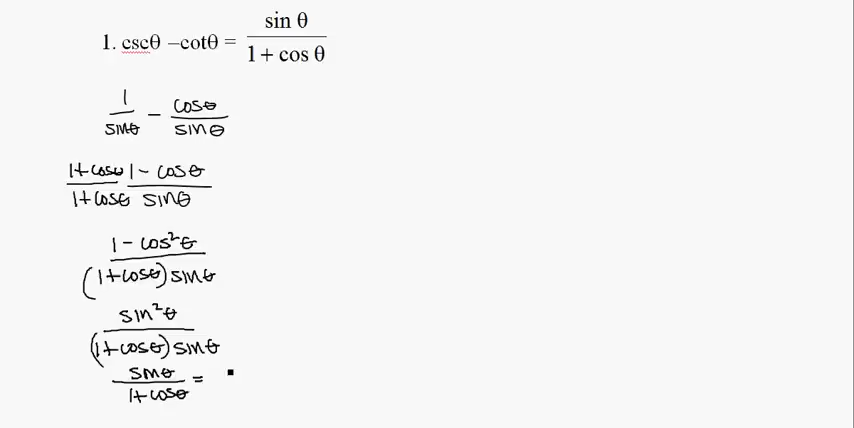 1. cscθ –cotθ = sin θ / 1 + cos θ
1/sinθ − cosθ/sinθ
1+cosθ/1+cosθ 1−cosθ/sinθ
1−cos²θ/(1+cosθ)sinθ
sin²θ/(1+cosθ)sinθ
sinθ/1+cosθ =